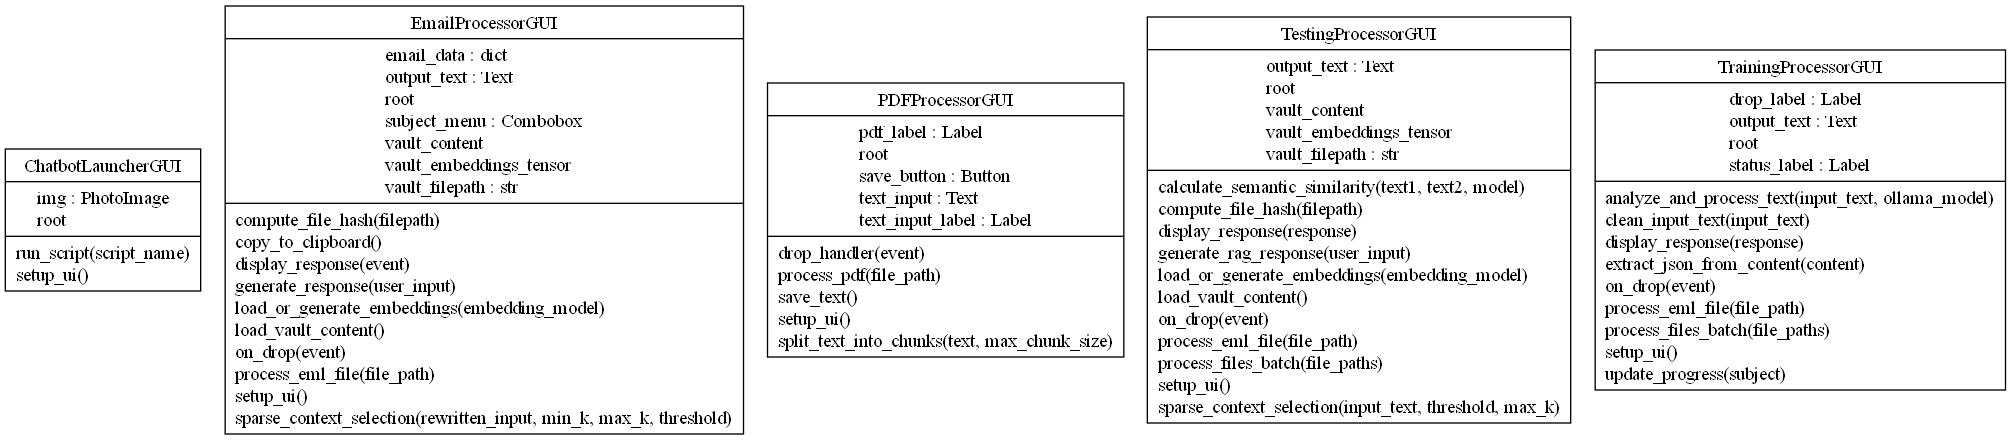 ChatbotLauncherGUI
img : PhotoImage
root
run_script(script_name)
setup_ui()
EmailProcessorGUI
email_data : dict
output_text : Text
root
subject_menu : Combobox
vault_content
vault_embeddings_tensor
vault_filepath : str
compute_file_hash(filepath)
copy_to_clipboard()
display_response(event)
generate_response(user_input)
load_or_generate_embeddings(embedding_model)
load_vault_content()
on_drop(event)
process_eml_file(file_path)
setup_ui()
sparse_context_selection(rewritten_input, min_k, max_k, threshold)
PDFProcessorGUI
pdf_label : Label
root
save_button : Button
text_input : Text
text_input_label : Label
drop_handler(event)
process_pdf(file_path)
save_text()
setup_ui()
split_text_into_chunks(text, max_chunk_size)
TestingProcessorGUI
output_text : Text
root
vault_content
vault_embeddings_tensor
vault_filepath : str
calculate_semantic_similarity(text1, text2, model)
compute_file_hash(filepath)
display_response(response)
generate_rag_response(user_input)
load_or_generate_embeddings(embedding_model)
load_vault_content()
on_drop(event)
process_eml_file(file_path)
process_files_batch(file_paths)
setup_ui()
sparse_context_selection(input_text, threshold, max_k)
TrainingProcessorGUI
drop_label : Label
output_text : Text
root
status_label : Label
analyze_and_process_text(input_text, ollama_model)
clean_input_text(input_text)
display_response(response)
extract_json_from_content(content)
on_drop(event)
process_eml_file(file_path)
process_files_batch(file_paths)
setup_ui()
update_progress(subject)